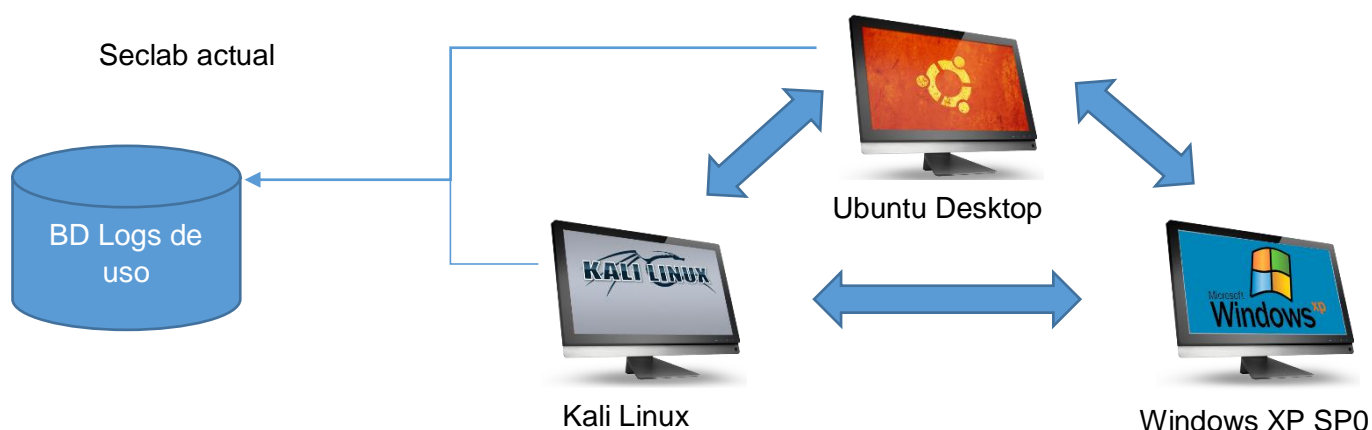 Seclab actual
Ubuntu Desktop
BD Logs de
uso
KALI LINUX
Microsoft
Windows xp
Kali Linux
Windows XP SP0